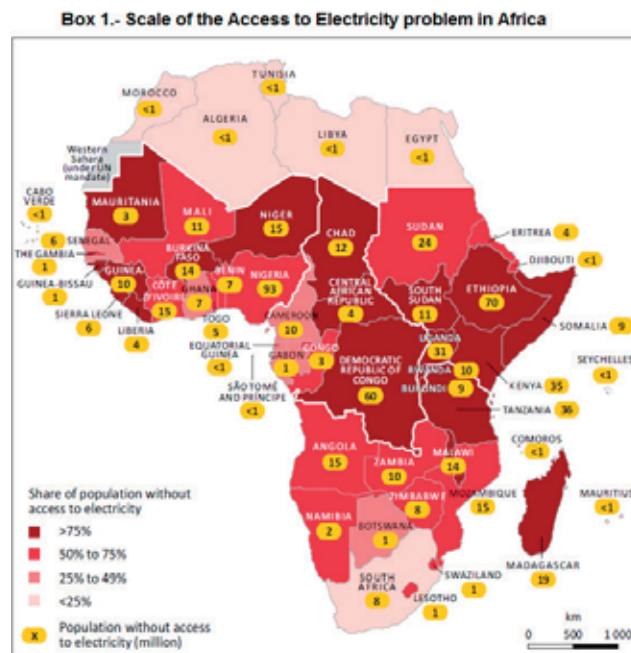 Box 1.- Scale of the Access to Electricity problem in Africa
TUNISIA
<1
MOROCCO
<1
ALGERIA
<1
LIBYA
<1
EGYPT
<1
Western
Sahara
(under UN
mandate)
CABO
VERDE
<1
MAURITANIA
3
MALI
11
NIGER
15
CHAD
12
SUDAN
24
ERITREA 4
DJIBOUTI <1
6 SENEGAL
THE GAMBIA
1
GUINEA-BISSAU
1
GUINEA
10
SIERRA LEONE
6
LIBERIA
4
BURKINA
FASO
14
CÔTE
D'IVOIRE
15
GHANA
7
TOGO
5
BENIN
7
NIGERIA
93
CAMEROON
10
CENTRAL
AFRICAN
REPUBLIC
4
SOUTH
SUDAN
11
ETHIOPIA
70
SOMALIA 9
EQUATORIAL
GUINEA
<1
GABON
1
CONGO
3
SÃO TOMÉ
AND PRÍNCIPE
<1
DEMOCRATIC
REPUBLIC OF
CONGO
60
UGANDA
31
RWANDA 10
BURUNDI 9
KENYA 35
TANZANIA 36
SEYCHELLES
<1
COMOROS
<1
ANGOLA
15
ZAMBIA
10
MALAWI
14
MOZAMBIQUE
15
MAURITIUS
<1
ZIMBABWE
8
NAMIBIA
2
BOTSWANA
1
MADAGASCAR
19
SWAZILAND
1
SOUTH
AFRICA
8
LESOTHO
1
Share of population without
access to electricity
>75%
50% to 75%
25% to 49%
<25%
x Population without access
to electricity (million)
km
0 500 1 000